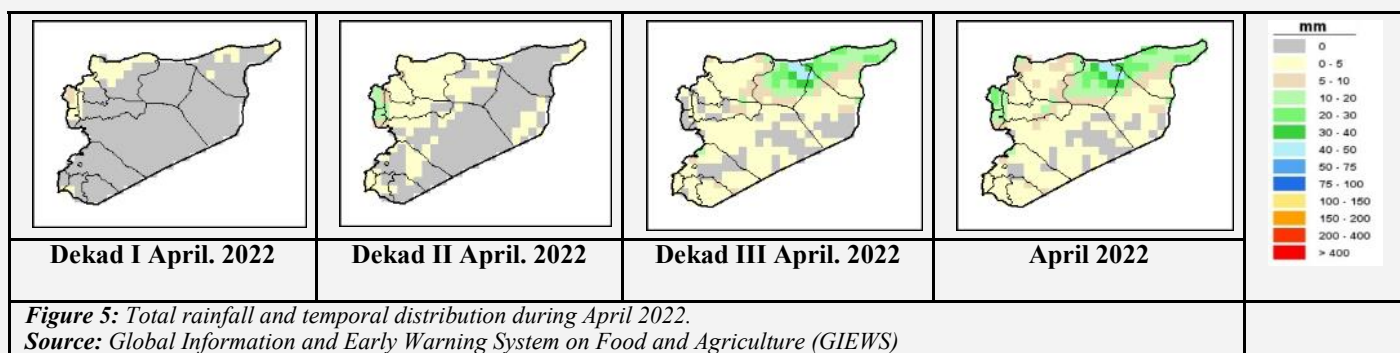 mm
0
0 - 5
5 - 10
10 - 20
20 - 30
30 - 40
40 - 50
50 - 75
75 - 100
100 - 150
150 - 200
200 - 400
> 400
Dekad I April. 2022
Dekad II April. 2022
Dekad III April. 2022
April 2022
Figure 5: Total rainfall and temporal distribution during April 2022.
Source: Global Information and Early Warning System on Food and Agriculture (GIEWS)